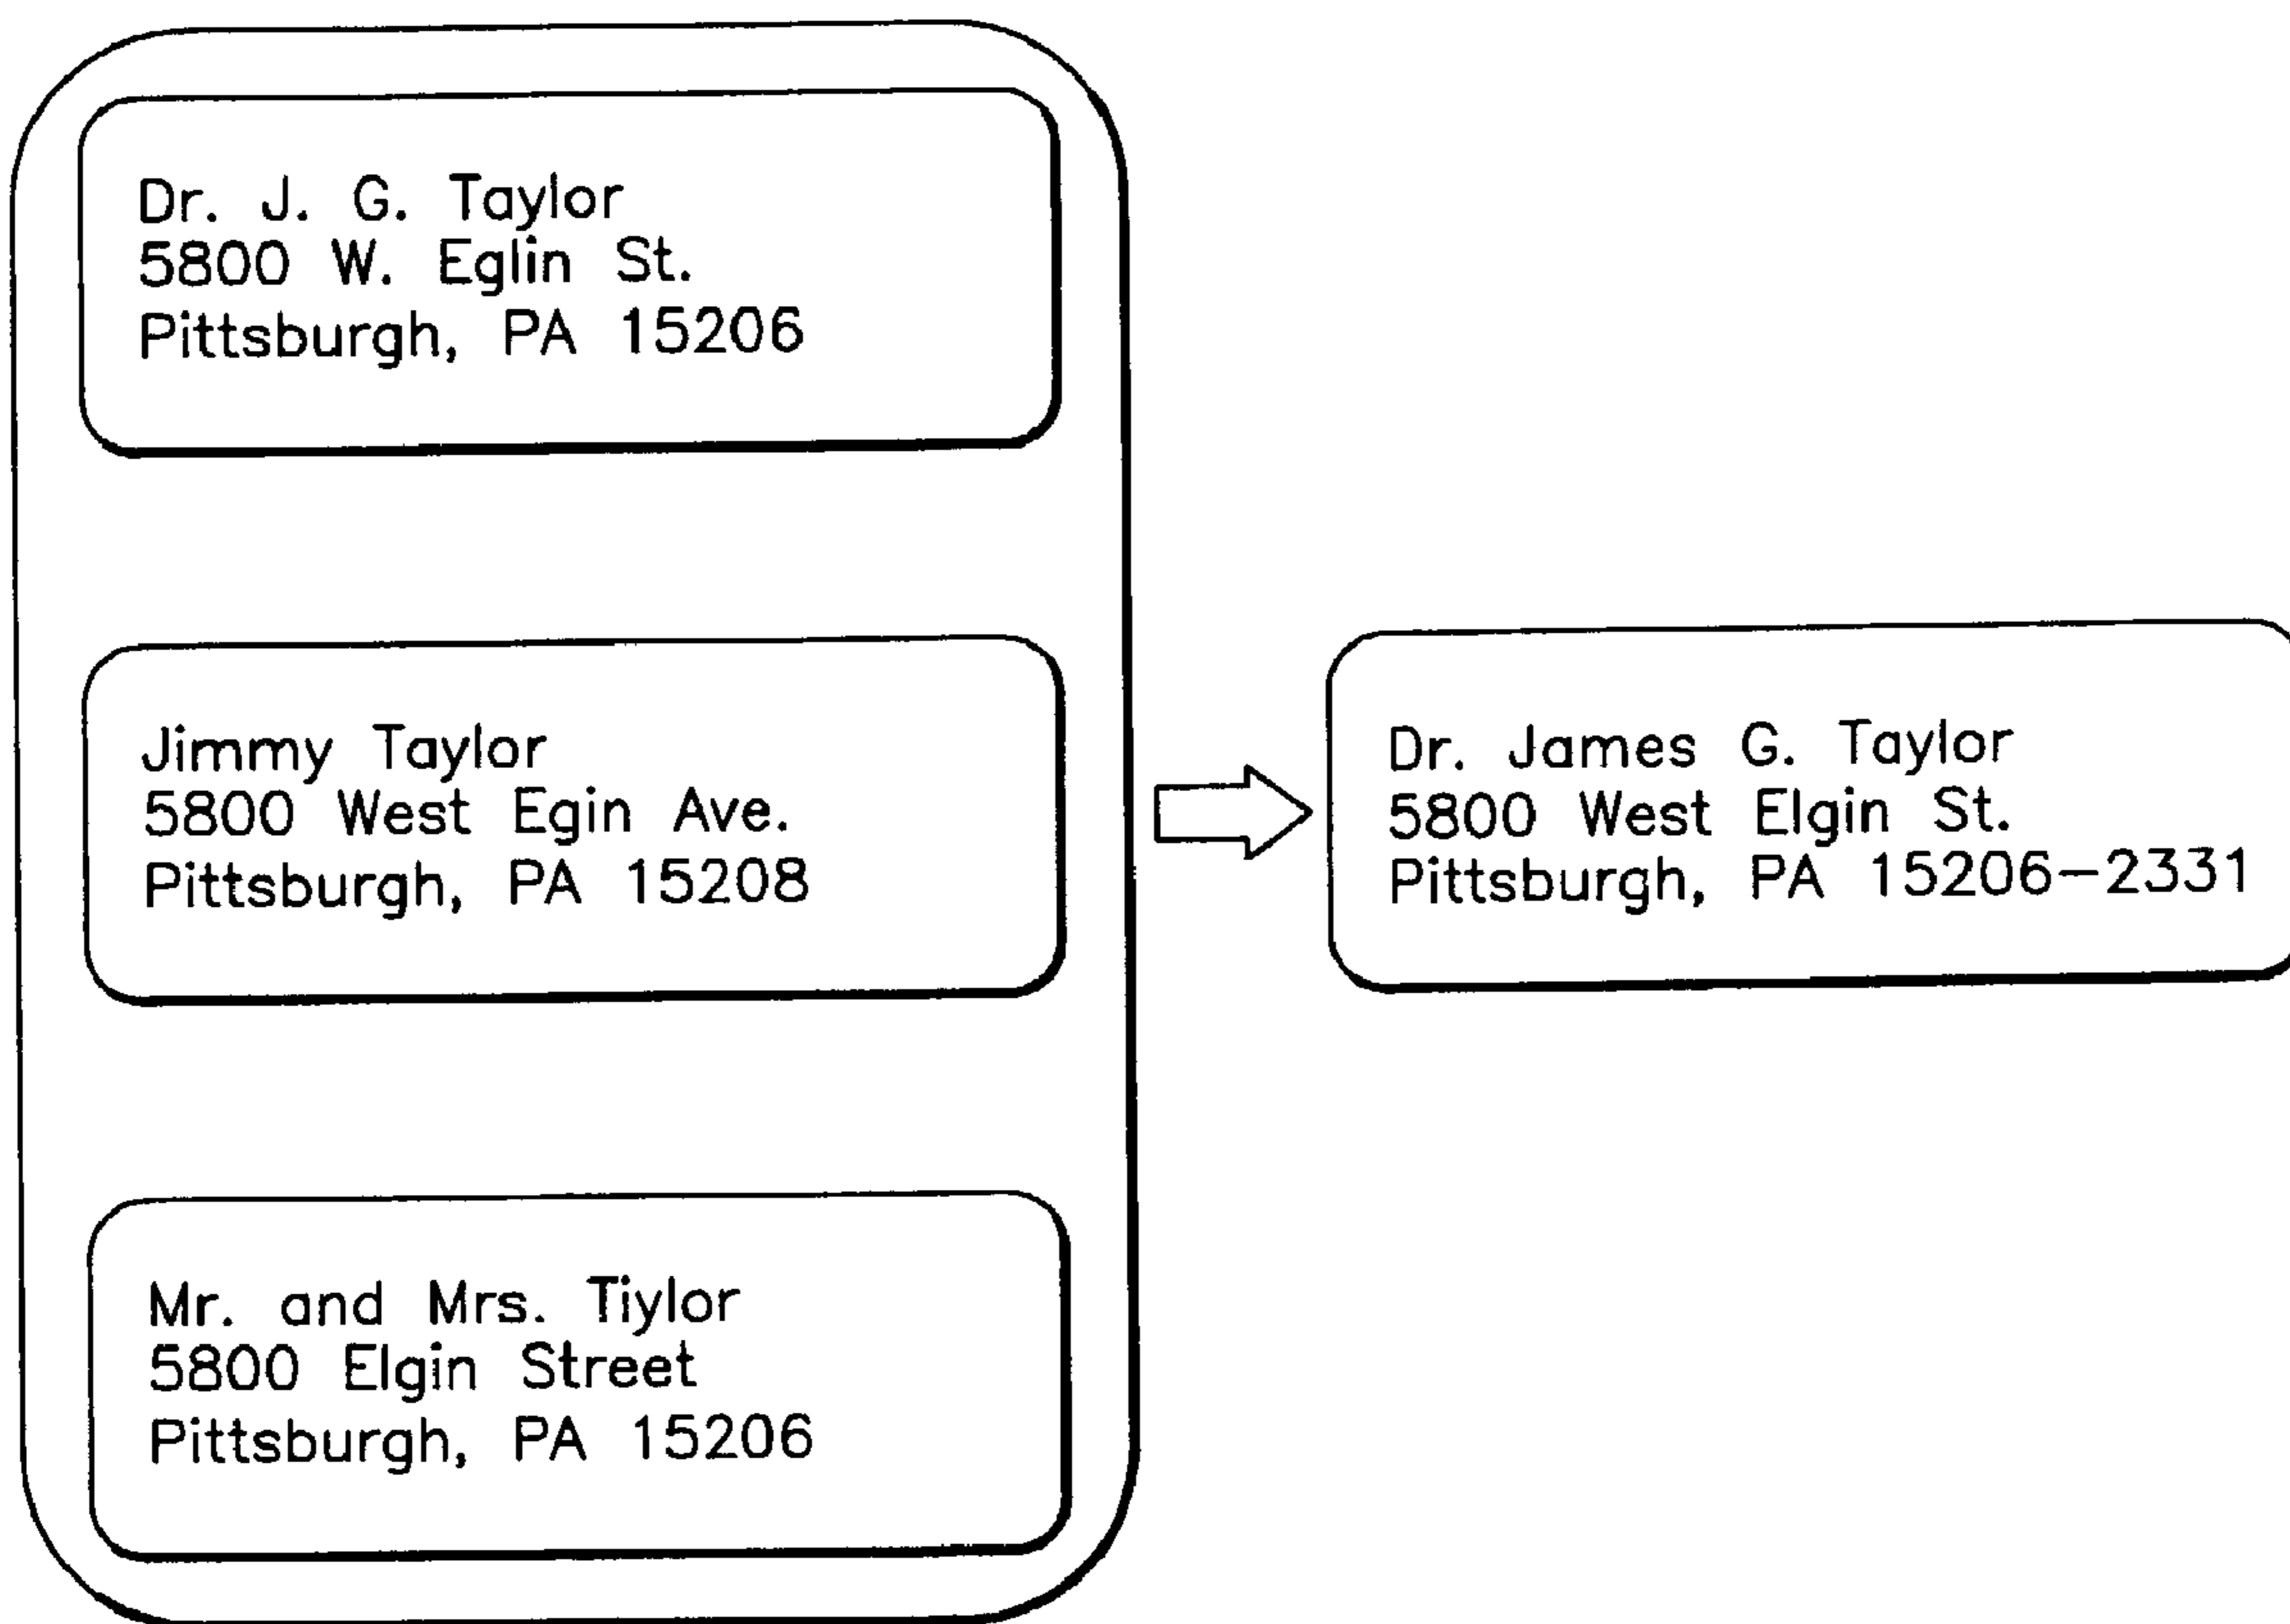 Dr. J. G. Taylor
5800 W. Eglin St.
Pittsburgh, PA 15206
Jimmy Taylor
5800 West Egin Ave.
Pittsburgh, PA 15208
Mr. and Mrs. Tiylor
5800 Elgin Street
Pittsburgh, PA 15206
Dr. James G. Taylor
5800 West Elgin St.
Pittsburgh, PA 15206-2331